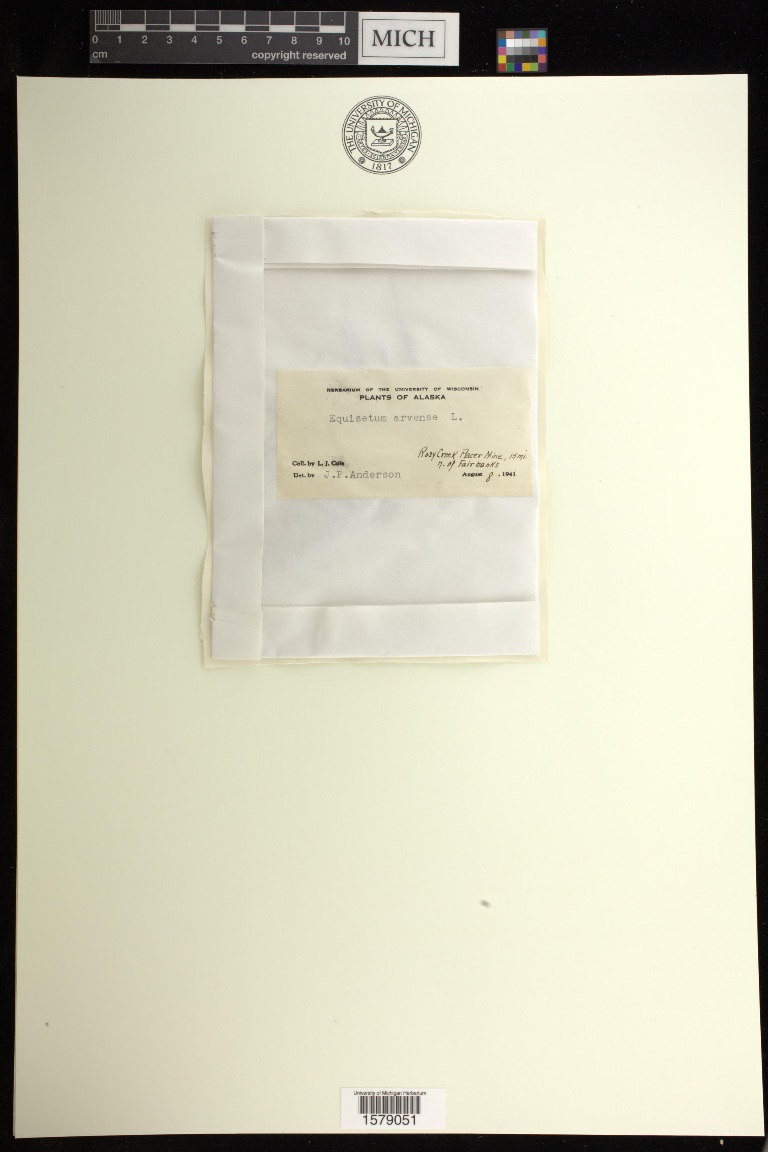 0 1 2 3 4 5 6 7 8 9 10
cm
copyright reserved
MICH
THE UNIVERSITY OF MICHIGAN
1817
HERBARIUM OF THE UNIVERSITY OF WISCONSIN
PLANTS OF ALASKA
Equisetum arvense L.
Rosy Creek Placer Mine, 15 mi.
n. of Fairbanks
Coll. by L. J. Cole
Det. by J.P.Anderson
August 8, 1941
University of Michigan Herbarium
1579051